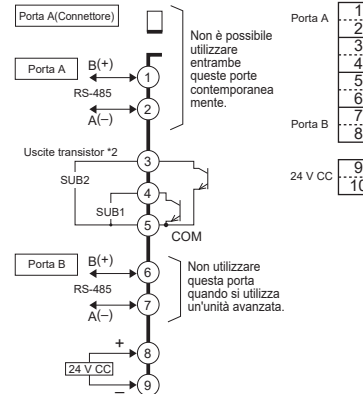 Porta A(Connettore)
Non è possibile
utilizzare
entrambe
queste porte
contemporanea
mente.
Porta A
B(+)
RS-485
A(−)
1
2
Uscite transistor *2
SUB2
SUB1
3
4
5
COM
Porta B
B(+)
RS-485
A(−)
6
7
Non utilizzare
questa porta
quando si utilizza
un'unità avanzata.
+
24 V CC
−
8
9
Porta A
1
2
3
4
5
6
Porta B
7
8
24 V CC
9
10